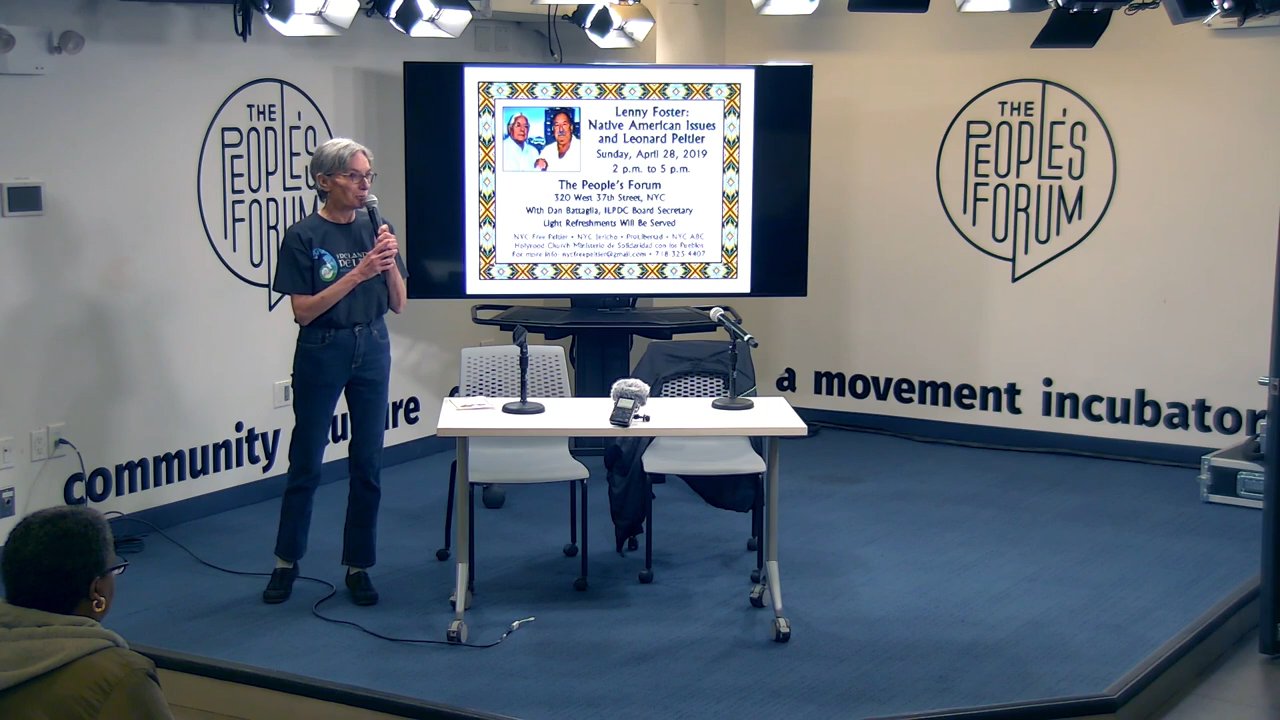 THE
PEOPLE'S
FORUM
Lenny Foster:
Native American Issues
and Leonard Peltier
Sunday, April 28, 2019
2 p.m. to 5 p.m.
The People's Forum
320 West 37th Street, NYC
With Dan Battaglia, ILPDC Board Secretary
Light Refreshments Will Be Served
NYC Free Peltier • NYC Jericho • ProLibertad • NYC ABC
Holyrood Church Ministerio de Solidaridad con los Pueblos
For more info: nycfreepeltier@gmail.com • 718 325 4407
THE
PEOPLE'S
FORUM
community
a movement incubator